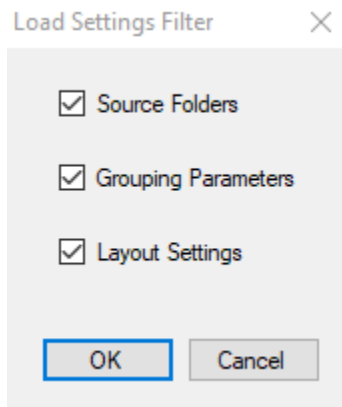 Load Settings Filter
Source Folders
Grouping Parameters
Layout Settings
OK Cancel